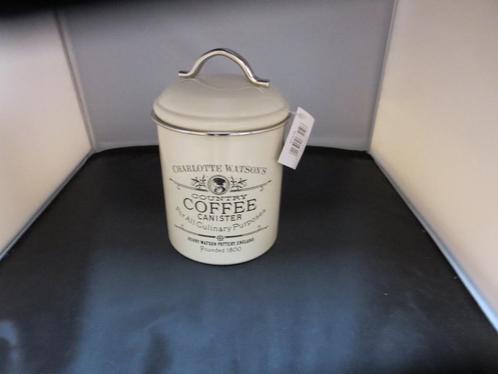 CHARLOTTE WATSON'S
COUNTRY
COFFEE
CANISTER
For All Culinary Purposes
HENRY WATSON POTTERY ENGLAND
Founded 1800